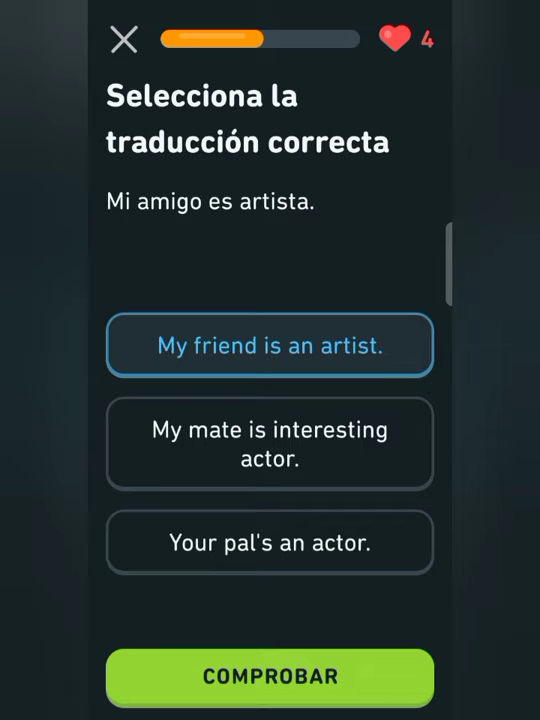 4
Selecciona la
traducción correcta
Mi amigo es artista.
My friend is an artist.
My mate is interesting
actor.
Your pal's an actor.
COMPROBAR